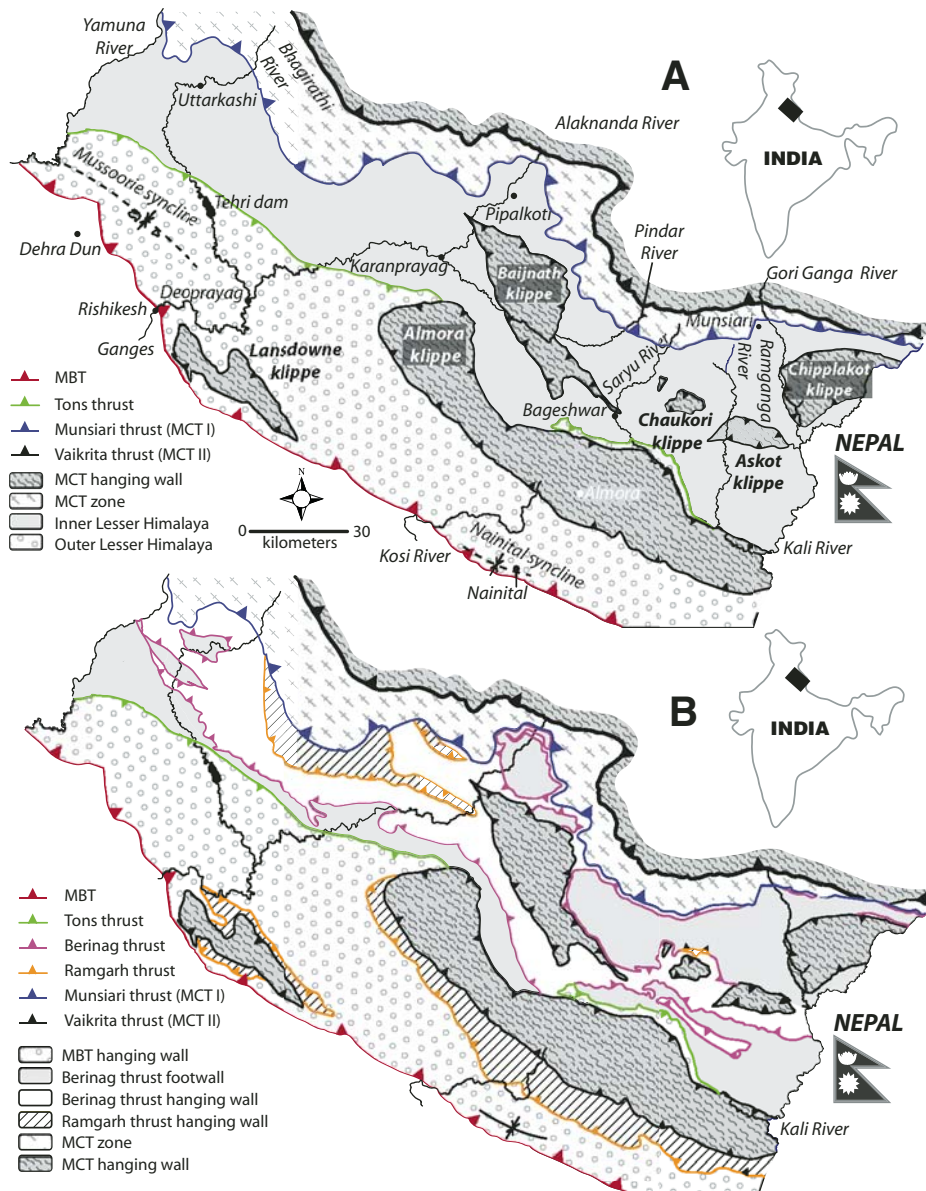 Yamuna
River
Bhagirathi
River
A
Uttarkashi
Alaknanda River
INDIA
Mussoorie syncline
Tehri dam
Pipalkoti
Pindar
River
Dehra Dun
Karanprayag
Baijnath
klippe
Gori Ganga River
Deoprayag
Rishikesh
Ganges
Almora
klippe
Munsiari
Lansdowne
klippe
Saryu River
Ramganga
River
Chipplakot
klippe
MBT
Tons thrust
Munsiari thrust (MCT I)
Vaikrita thrust (MCT II)
MCT hanging wall
MCT zone
Inner Lesser Himalaya
Outer Lesser Himalaya
Bageshwar
Chaukori
klippe
NEPAL
Askot
klippe
N
Almora
0 30
kilometers
Kosi River
Nainital syncline
Nainital
Kali River
B
INDIA
MBT
Tons thrust
Berinag thrust
Ramgarh thrust
Munsiari thrust (MCT I)
Vaikrita thrust (MCT II)
MBT hanging wall
Berinag thrust footwall
Berinag thrust hanging wall
Ramgarh thrust hanging wall
MCT zone
MCT hanging wall
NEPAL
Kali River